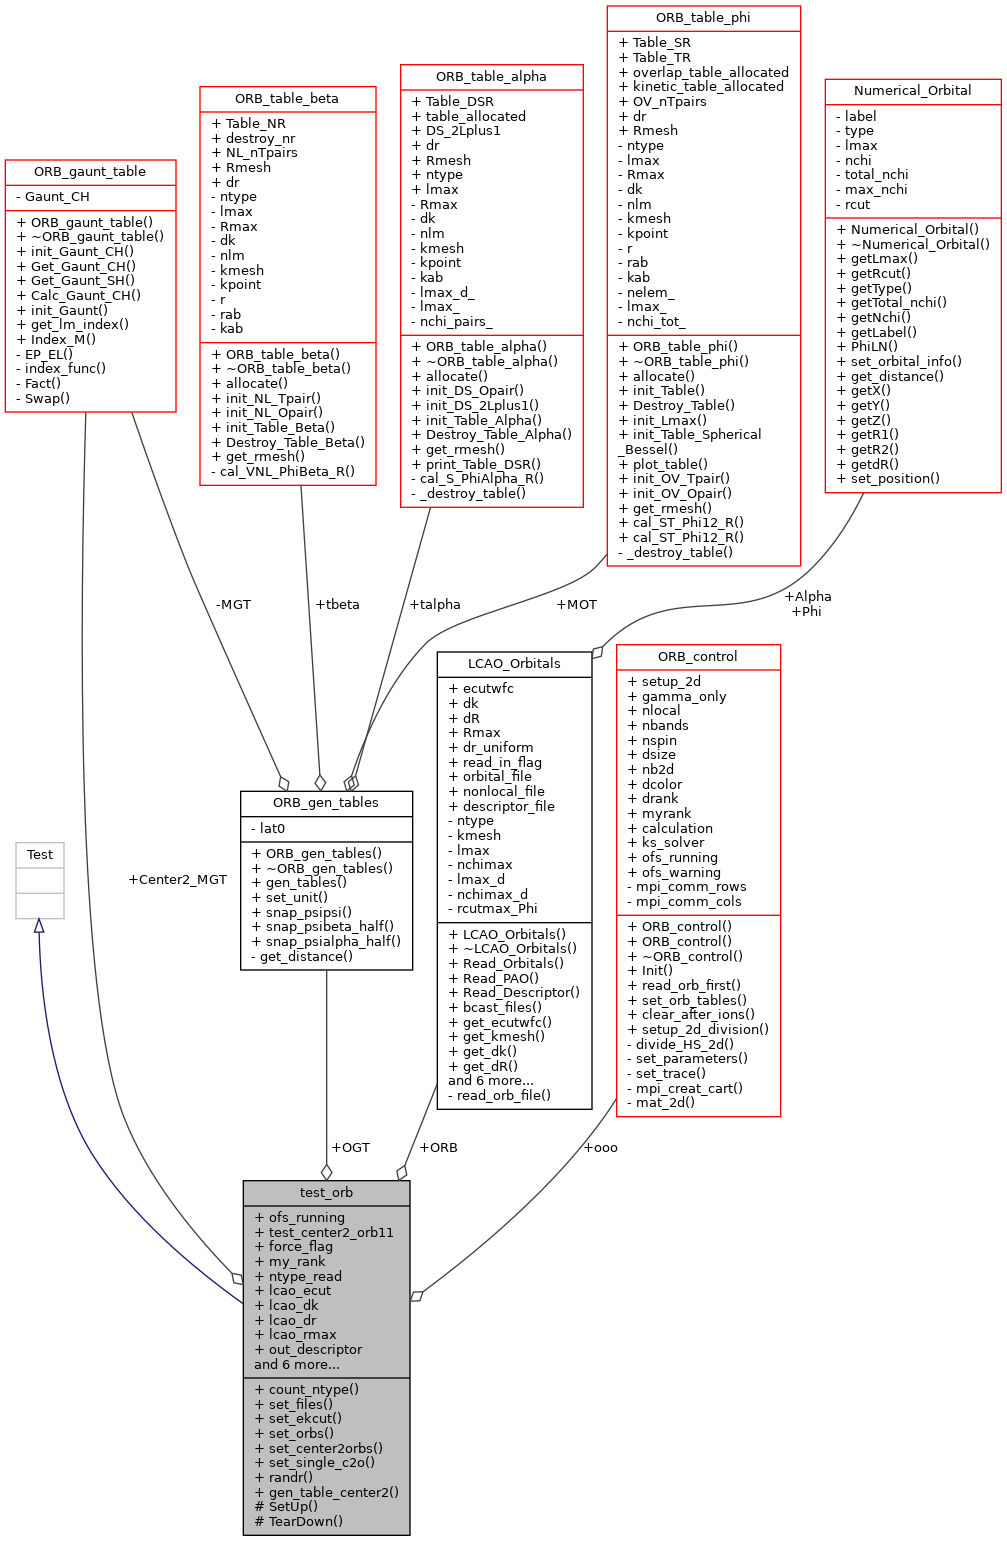 ORB_table_phi
+ Table_SR
+ Table_TR
+ overlap_table_allocated
+ kinetic_table_allocated
+ OV_nTpairs
+ dr
+ Rmesh
- ntype
- lmax
- Rmax
- dk
- nlm
- kmesh
- kpoint
- r
- rab
- kab
- nelem_
- lmax_
- nchi_tot_
+ ORB_table_phi()
+ ~ORB_table_phi()
+ allocate()
+ init_Table()
+ Destroy_Table()
+ init_Lmax()
+ init_Table_Spherical
_Bessel()
+ plot_table()
+ init_OV_Tpair()
+ init_OV_Opair()
+ get_rmesh()
+ cal_ST_Phi12_R()
+ cal_ST_Phi12_R()
- _destroy_table()
ORB_table_alpha
+ Table_DSR
+ table_allocated
+ DS_2Lplus1
+ dr
+ Rmesh
+ ntype
+ lmax
- Rmax
- dk
- nlm
- kmesh
- kpoint
- kab
- lmax_d_
- lmax_
- nchi_pairs_
+ ORB_table_alpha()
+ ~ORB_table_alpha()
+ allocate()
+ init_DS_Opair()
+ init_DS_2Lplus1()
+ init_Table_Alpha()
+ Destroy_Table_Alpha()
+ get_rmesh()
+ print_Table_DSR()
- cal_S_PhiAlpha_R()
- _destroy_table()
Numerical_Orbital
- label
- type
- lmax
- nchi
- total_nchi
- max_nchi
- rcut
+ Numerical_Orbital()
+ ~Numerical_Orbital()
+ getLmax()
+ getRcut()
+ getType()
+ getTotal_nchi()
+ getNchi()
+ getLabel()
+ PhiLN()
+ set_orbital_info()
+ get_distance()
+ getX()
+ getY()
+ getZ()
+ getR1()
+ getR2()
+ getdR()
+ set_position()
ORB_table_beta
+ Table_NR
+ destroy_nr
+ NL_nTpairs
+ Rmesh
+ dr
- ntype
- lmax
- Rmax
- dk
- nlm
- kmesh
- kpoint
- r
- rab
- kab
+ ORB_table_beta()
+ ~ORB_table_beta()
+ allocate()
+ init_NL_Tpair()
+ init_NL_Opair()
+ init_Table_Beta()
+ Destroy_Table_Beta()
+ get_rmesh()
- cal_VNL_PhiBeta_R()
ORB_gaunt_table
- Gaunt_CH
+ ORB_gaunt_table()
+ ~ORB_gaunt_table()
+ init_Gaunt_CH()
+ Get_Gaunt_CH()
+ Get_Gaunt_SH()
+ Calc_Gaunt_CH()
+ init_Gaunt()
+ get_lm_index()
+ Index_M()
- EP_EL()
- index_func()
- Fact()
- Swap()
-MGT
+tbeta
+talpha
+MOT
+Alpha
+Phi
LCAO_Orbitals
+ ecutwfc
+ dk
+ dR
+ Rmax
+ dr_uniform
+ read_in_flag
+ orbital_file
+ nonlocal_file
+ descriptor_file
- ntype
- kmesh
- lmax
- nchimax
- lmax_d
- nchimax_d
- rcutmax_Phi
+ LCAO_Orbitals()
+ ~LCAO_Orbitals()
+ Read_Orbitals()
+ Read_PAO()
+ Read_Descriptor()
+ bcast_files()
+ get_ecutwfc()
+ get_kmesh()
+ get_dk()
+ get_dR()
and 6 more...
- read_orb_file()
ORB_control
+ setup_2d
+ gamma_only
+ nlocal
+ nbands
+ nspin
+ dsize
+ nb2d
+ dcolor
+ drank
+ myrank
+ calculation
+ ks_solver
+ ofs_running
+ ofs_warning
- mpi_comm_rows
- mpi_comm_cols
+ ORB_control()
+ ORB_control()
+ ~ORB_control()
+ Init()
+ read_orb_first()
+ set_orb_tables()
+ clear_after_ions()
+ setup_2d_division()
- divide_HS_2d()
- set_parameters()
- set_trace()
- mpi_creat_cart()
- mat_2d()
ORB_gen_tables
- lat0
+ ORB_gen_tables()
+ ~ORB_gen_tables()
+ gen_tables()
+ set_unit()
+ snap_psipsi()
+ snap_psibeta_half()
+ snap_psialpha_half()
- get_distance()
Test
+Center2_MGT
+OGT
+ORB
+ooo
test_orb
+ ofs_running
+ test_center2_orb11
+ force_flag
+ my_rank
+ ntype_read
+ lcao_ecut
+ lcao_dk
+ lcao_dr
+ lcao_rmax
+ out_descriptor
and 6 more...
+ count_ntype()
+ set_files()
+ set_ekcut()
+ set_orbs()
+ set_center2orbs()
+ set_single_c2o()
+ randr()
+ gen_table_center2()
# SetUp()
# TearDown()